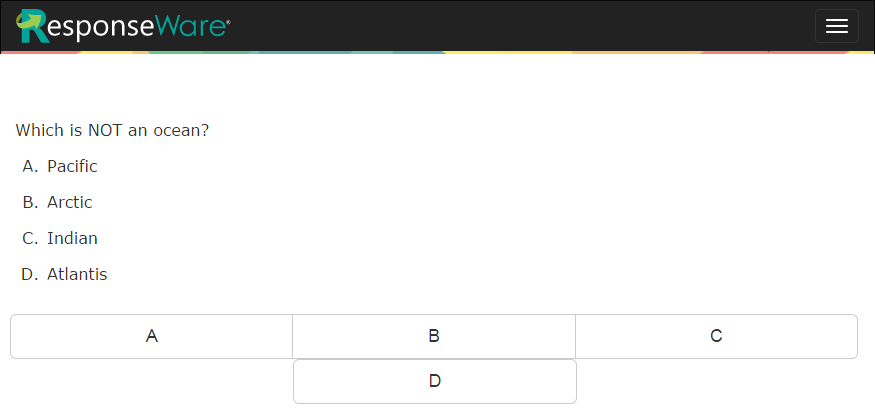 ResponseWare®
Which is NOT an ocean?
A. Pacific
B. Arctic
C. Indian
D. Atlantis
A B C
D